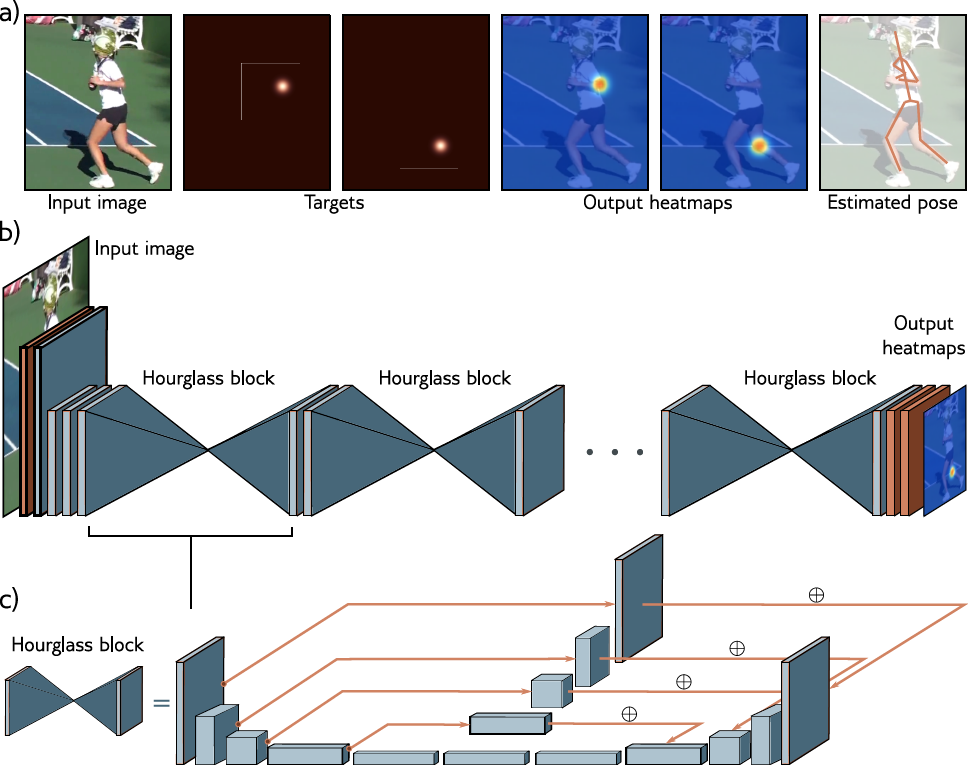 a)
Input image
Targets
Output heatmaps
Estimated pose
b)
Input image
Output
heatmaps
Hourglass block
Hourglass block
Hourglass block
c)
Hourglass block
=
⊕
⊕
⊕
⊕